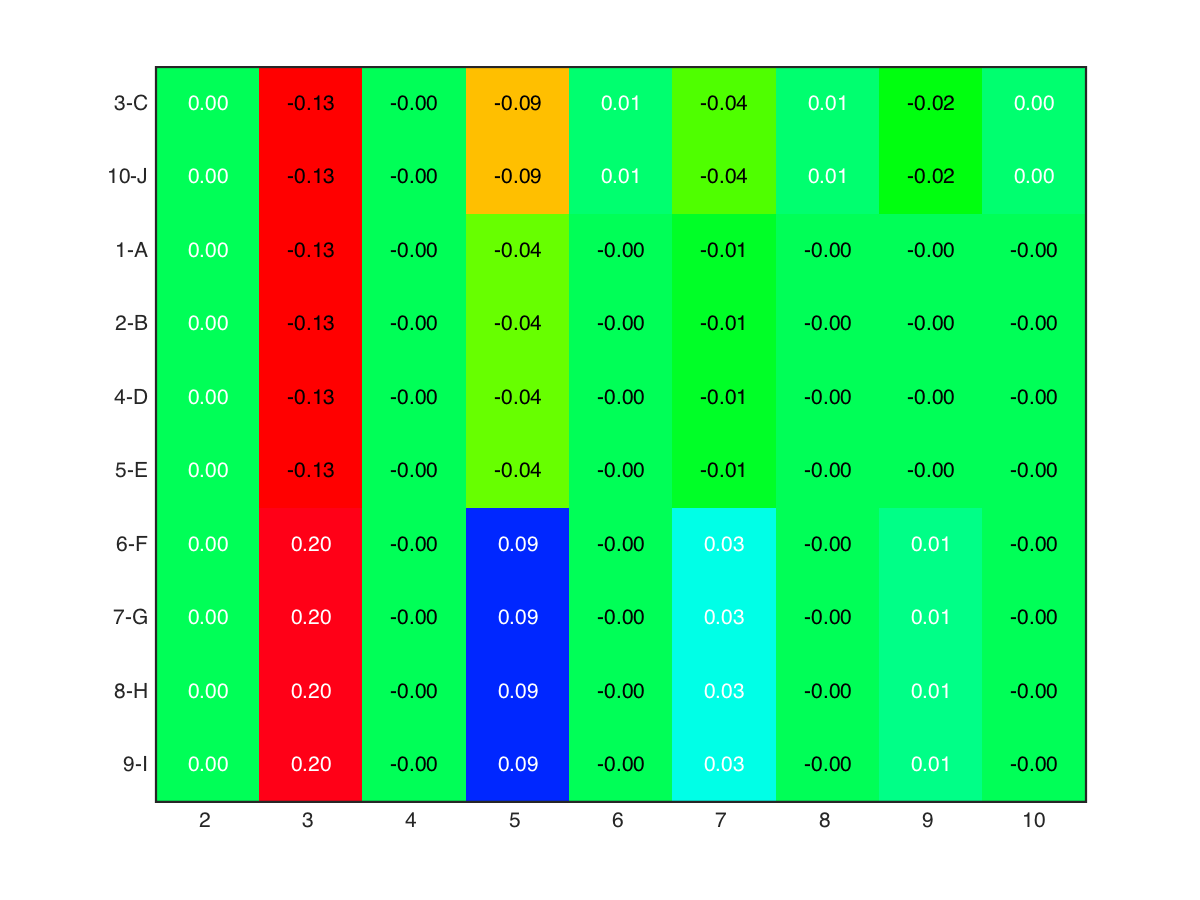 3-C 0.00 -0.13 -0.00 -0.09 0.01 -0.04 0.01 -0.02 0.00
10-J 0.00 -0.13 -0.00 -0.09 0.01 -0.04 0.01 -0.02 0.00
1-A 0.00 -0.13 -0.00 -0.04 -0.00 -0.01 -0.00 -0.00 -0.00
2-B 0.00 -0.13 -0.00 -0.04 -0.00 -0.01 -0.00 -0.00 -0.00
4-D 0.00 -0.13 -0.00 -0.04 -0.00 -0.01 -0.00 -0.00 -0.00
5-E 0.00 -0.13 -0.00 -0.04 -0.00 -0.01 -0.00 -0.00 -0.00
6-F 0.00 0.20 -0.00 0.09 -0.00 0.03 -0.00 0.01 -0.00
7-G 0.00 0.20 -0.00 0.09 -0.00 0.03 -0.00 0.01 -0.00
8-H 0.00 0.20 -0.00 0.09 -0.00 0.03 -0.00 0.01 -0.00
9-I 0.00 0.20 -0.00 0.09 -0.00 0.03 -0.00 0.01 -0.00
2 3 4 5 6 7 8 9 10